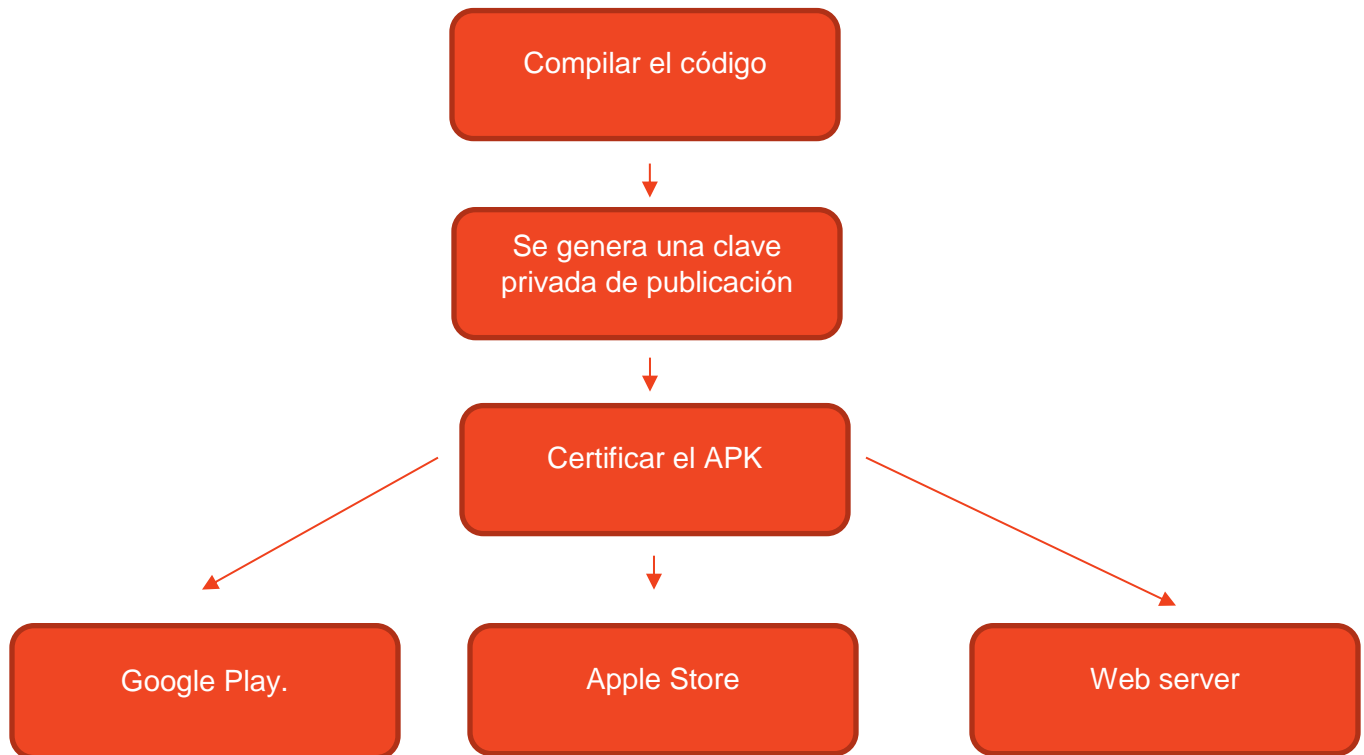 Compilar el código
Se genera una clave
privada de publicación
Certificar el APK
Google Play.
Apple Store
Web server